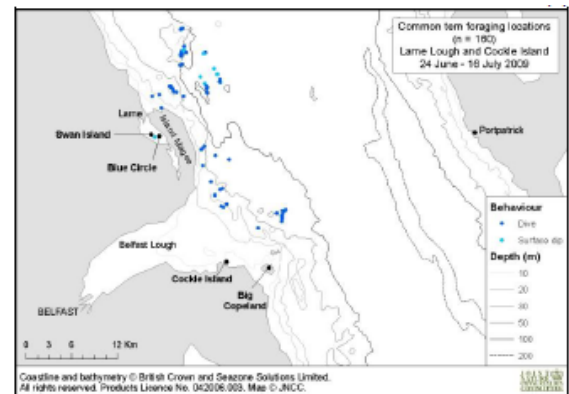 Common tern foraging locations
(n = 160)
Larne Lough and Cockle Island
24 June - 16 July 2009
Larne
Swan Island
Island Magee
Blue Circle
Portpatrick
Belfast Lough
Cockle Island
Big
Copeland
BELFAST
0 3 6 12 Km
Behaviour
Dive
Surface dip
Depth (m)
10
20
30
50
100
200
Coastline and bathymetry © British Crown and Seazone Solutions Limited.
All rights reserved. Products Licence No. 042006.003. Map © JNCC.